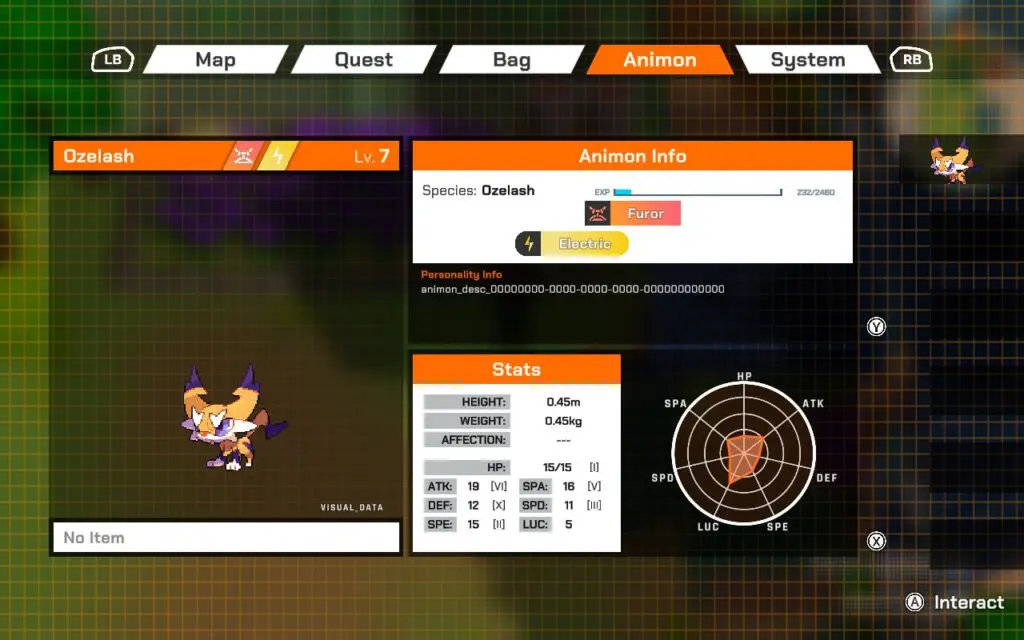 LB Map Quest Bag Animon System RB
Ozelash Lv. 7
Animon Info
Species: Ozelash EXP 232/2460
Furor
Electric
Personality Info
animon_desc_00000000-0000-0000-0000-000000000000
Y
VISUAL_DATA
No Item
Stats
HEIGHT: 0.45m
WEIGHT: 0.45kg
AFFECTION: ---
HP: 15/15 [I]
ATK: 19 [VI] SPA: 16 [V]
DEF: 12 [X] SPD: 11 [III]
SPE: 15 [II] LUC: 5
HP
SPA ATK
SPD DEF
LUC SPE
X
A Interact